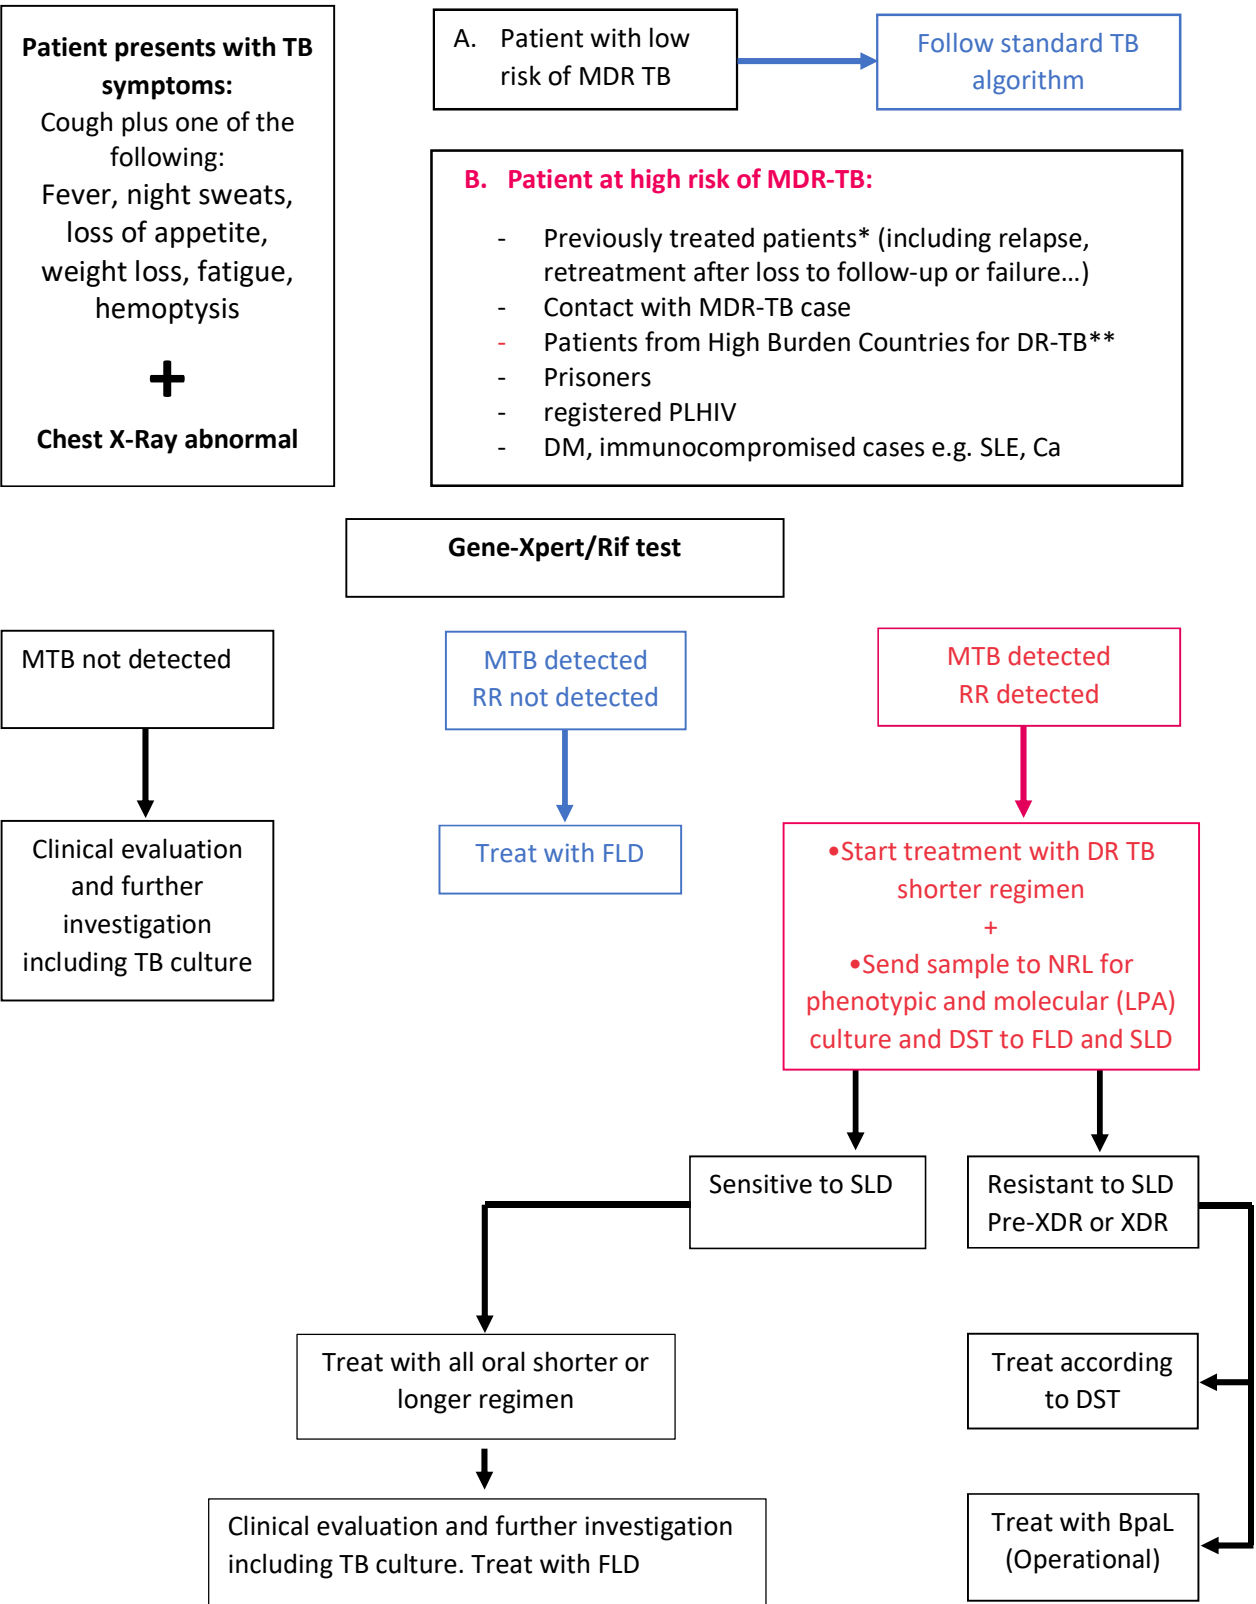 Patient presents with TB
symptoms:
Cough plus one of the
following:
Fever, night sweats,
loss of appetite,
weight loss, fatigue,
hemoptysis
+
Chest X-Ray abnormal
A. Patient with low
risk of MDR TB
Follow standard TB
algorithm
B. Patient at high risk of MDR-TB:
- Previously treated patients* (including relapse,
retreatment after loss to follow-up or failure…)
- Contact with MDR-TB case
- Patients from High Burden Countries for DR-TB**
- Prisoners
- registered PLHIV
- DM, immunocompromised cases e.g. SLE, Ca
Gene-Xpert/Rif test
MTB not detected
MTB detected
RR not detected
MTB detected
RR detected
Clinical evaluation
and further
investigation
including TB culture
Treat with FLD
•Start treatment with DR TB
shorter regimen
+
•Send sample to NRL for
phenotypic and molecular (LPA)
culture and DST to FLD and SLD
Sensitive to SLD
Resistant to SLD
Pre-XDR or XDR
Treat with all oral shorter or
longer regimen
Treat according
to DST
Clinical evaluation and further investigation
including TB culture. Treat with FLD
Treat with BpaL
(Operational)